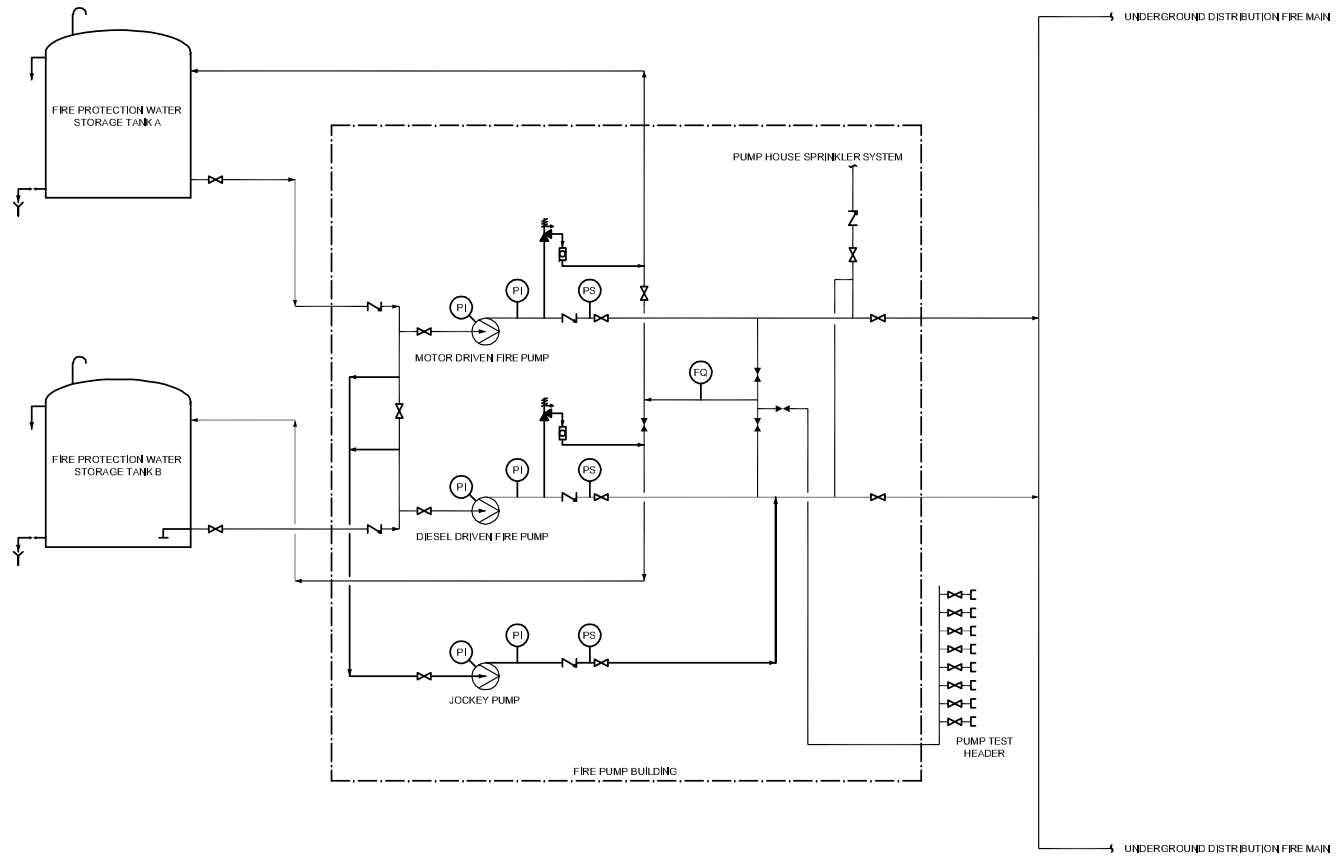 UNDERGROUND DISTRIBUTION FIRE MAIN
FIRE PROTECTION WATER
STORAGE TANK A
PUMP HOUSE SPRINKLER SYSTEM
PI
PI
PS
MOTOR DRIVEN FIRE PUMP
FQ
FIRE PROTECTION WATER
STORAGE TANK B
PI
PI
PS
DIESEL DRIVEN FIRE PUMP
PI
PI
PS
JOCKEY PUMP
PUMP TEST
HEADER
FIRE PUMP BUILDING
UNDERGROUND DISTRIBUTION FIRE MAIN